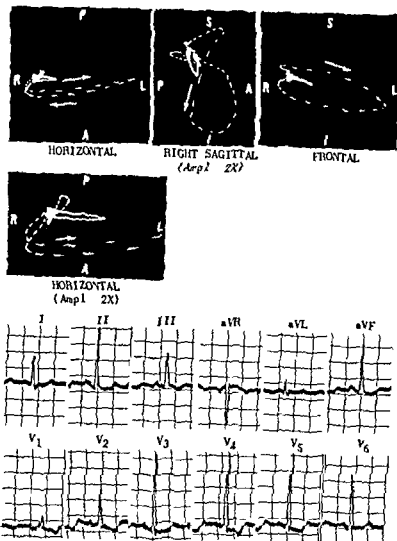 P S S
R L P A R L
A I I
HORIZONTAL RIGHT SAGITTAL FRONTAL
(Ampl 2X)
P
R L
A
HORIZONTAL
(Ampl 2X)
I II III aVR aVL aVF
V1 V2 V3 V4 V5 V6